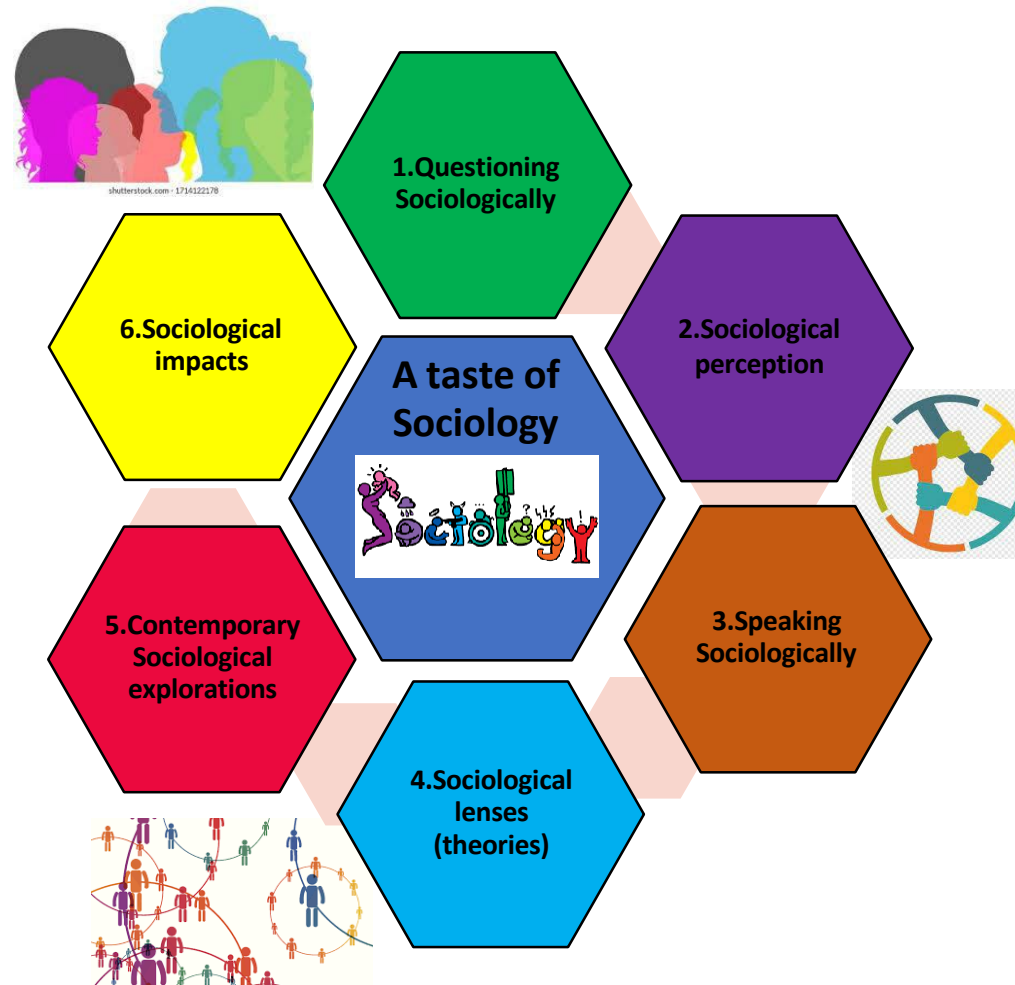 shutterstock.com · 1714122178
1.Questioning
Sociologically
2.Sociological
perception
3.Speaking
Sociologically
4.Sociological
lenses
(theories)
5.Contemporary
Sociological
explorations
6.Sociological
impacts
A taste of
Sociology
Sociology